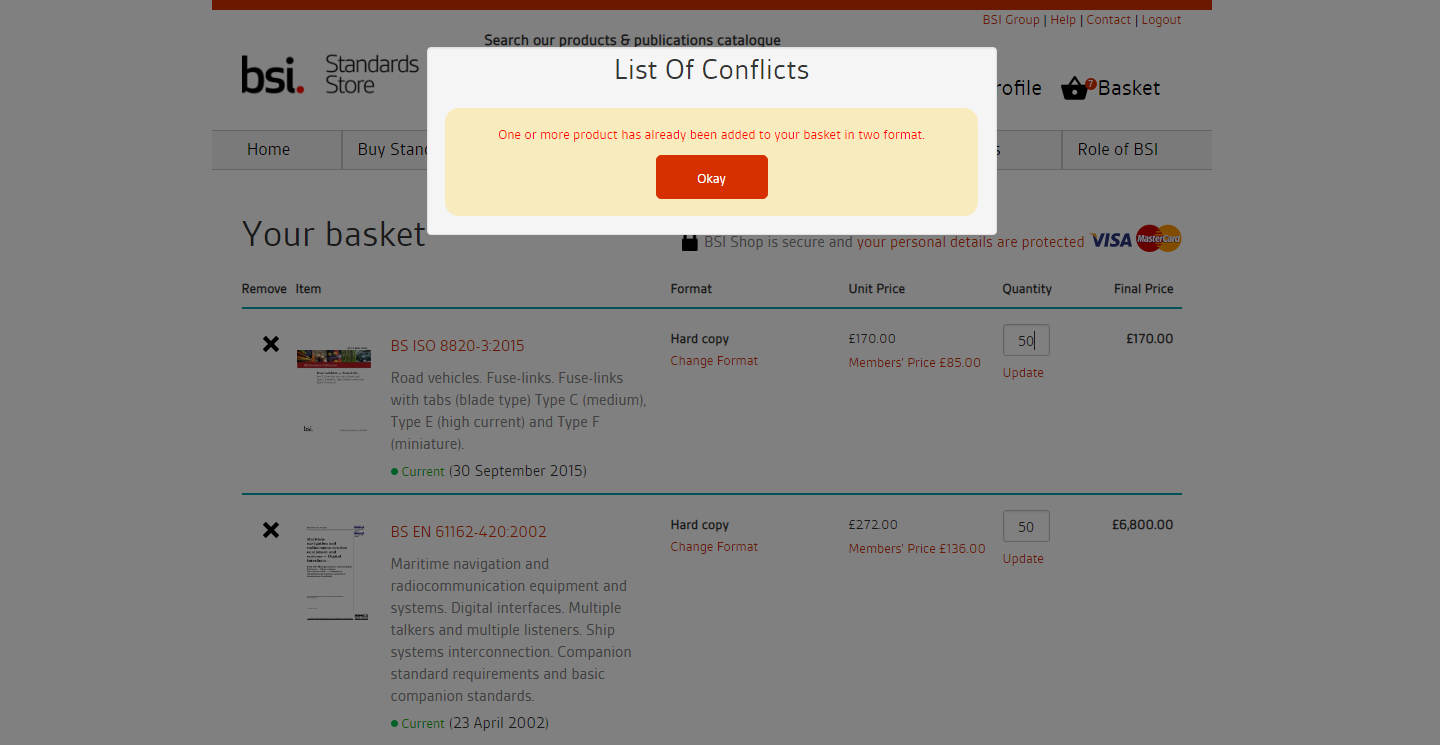 BSI Group | Help | Contact | Logout
Search our products & publications catalogue
bsi.
Standards
Store
List Of Conflicts
rofile
7
Basket
One or more product has already been added to your basket in two format.
Okay
Home
Buy Stan
s
Role of BSI
Your basket
BSI Shop is secure and your personal details are protected
VISA
MasterCard
Remove Item Format Unit Price Quantity Final Price
BS ISO 8820-3:2015
Road vehicles. Fuse-links. Fuse-links
with tabs (blade type) Type C (medium),
Type E (high current) and Type F
(miniature).
Current (30 September 2015)
Hard copy
Change Format
£170.00
Members' Price £85.00
50
Update
£170.00
bsi.
BS EN 61162-420:2002
Maritime navigation and
radiocommunication equipment and
systems. Digital interfaces. Multiple
talkers and multiple listeners. Ship
systems interconnection. Companion
standard requirements and basic
companion standards.
Current (23 April 2002)
Hard copy
Change Format
£272.00
Members' Price £136.00
50
Update
£6,800.00